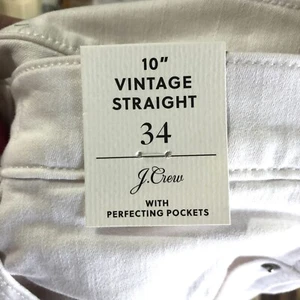 10"
VINTAGE
STRAIGHT
34
J.Crew
WITH
PERFECTING POCKETS